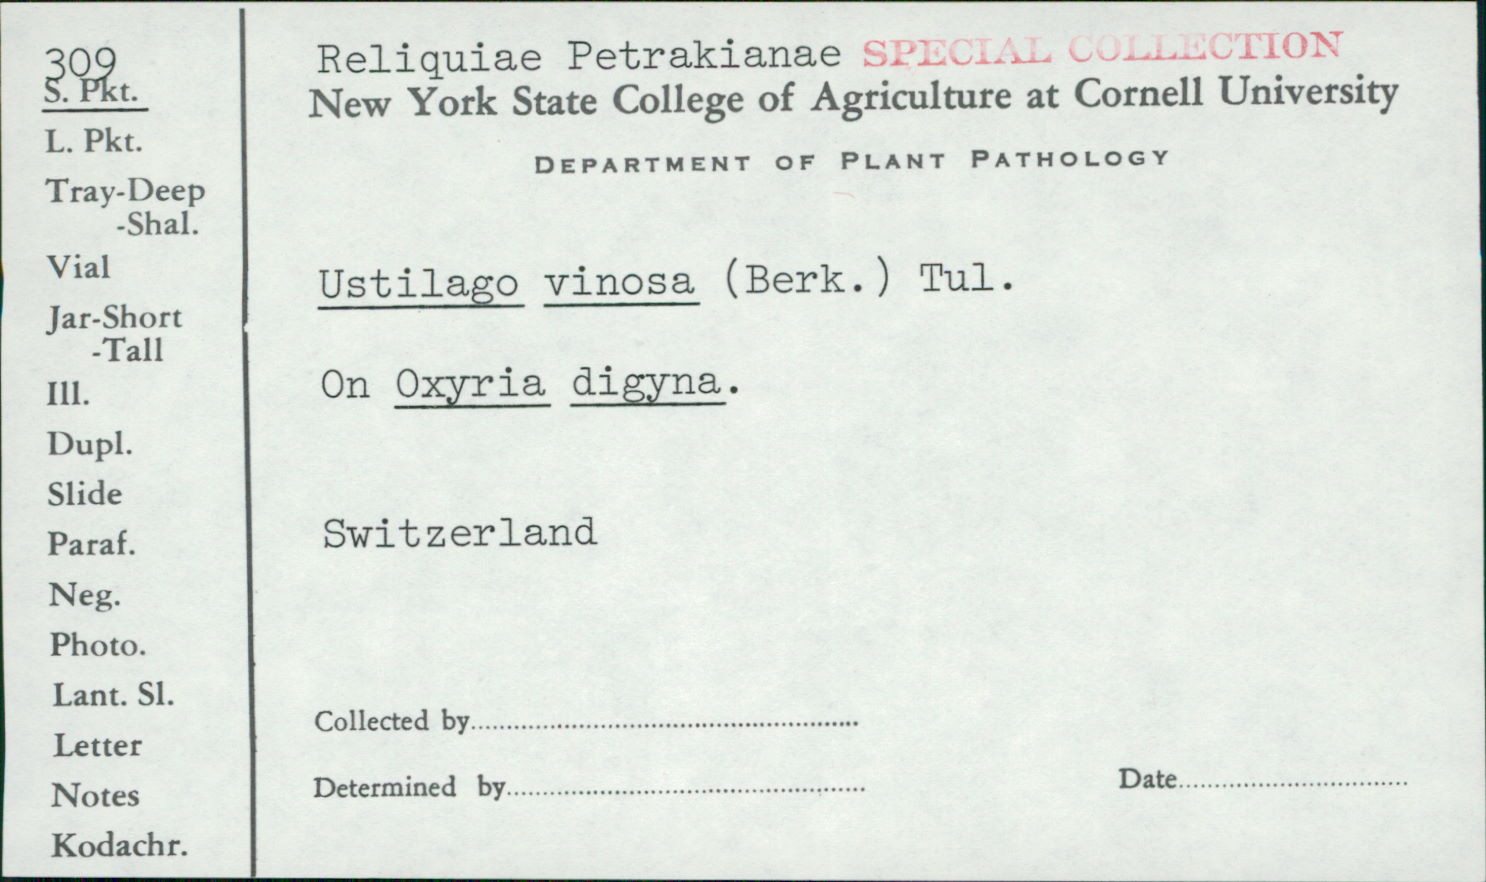 309
S. Pkt.
L. Pkt.
Tray-Deep
-Shal.
Vial
Jar-Short
-Tall
Ill.
Dupl.
Slide
Paraf.
Neg.
Photo.
Lant. Sl.
Letter
Notes
Kodachr.
Reliquiae Petrakianae SPECIAL COLLECTION
New York State College of Agriculture at Cornell University
DEPARTMENT OF PLANT PATHOLOGY
Ustilago vinosa (Berk.) Tul.
On Oxyria digyna.
Switzerland
Collected by
Determined by
Date